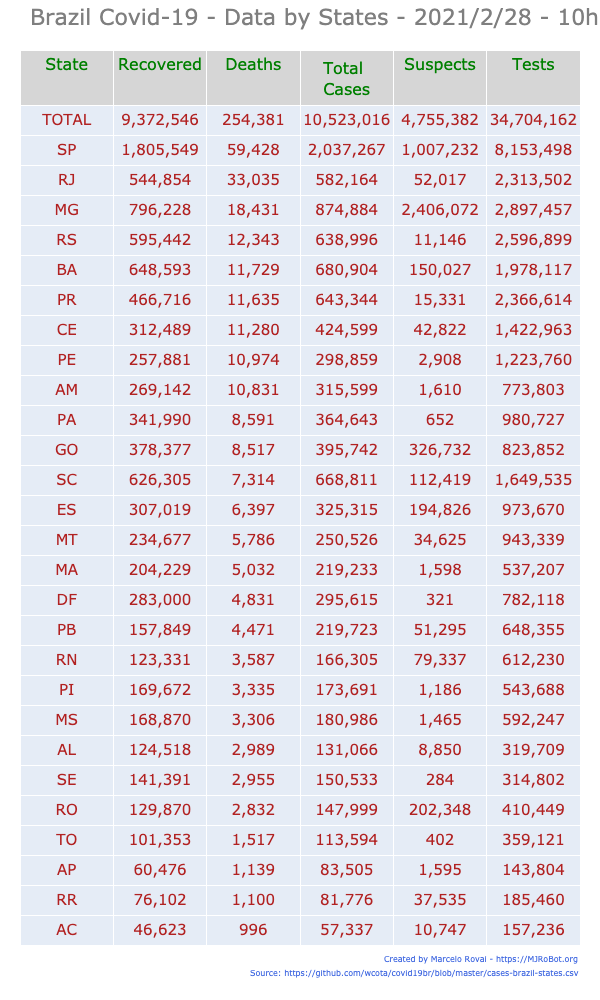 Brazil Covid-19 - Data by States - 2021/2/28 - 10h
State Recovered Deaths Total Cases Suspects Tests
TOTAL 9,372,546 254,381 10,523,016 4,755,382 34,704,162
SP 1,805,549 59,428 2,037,267 1,007,232 8,153,498
RJ 544,854 33,035 582,164 52,017 2,313,502
MG 796,228 18,431 874,884 2,406,072 2,897,457
RS 595,442 12,343 638,996 11,146 2,596,899
BA 648,593 11,729 680,904 150,027 1,978,117
PR 466,716 11,635 643,344 15,331 2,366,614
CE 312,489 11,280 424,599 42,822 1,422,963
PE 257,881 10,974 298,859 2,908 1,223,760
AM 269,142 10,831 315,599 1,610 773,803
PA 341,990 8,591 364,643 652 980,727
GO 378,377 8,517 395,742 326,732 823,852
SC 626,305 7,314 668,811 112,419 1,649,535
ES 307,019 6,397 325,315 194,826 973,670
MT 234,677 5,786 250,526 34,625 943,339
MA 204,229 5,032 219,233 1,598 537,207
DF 283,000 4,831 295,615 321 782,118
PB 157,849 4,471 219,723 51,295 648,355
RN 123,331 3,587 166,305 79,337 612,230
PI 169,672 3,335 173,691 1,186 543,688
MS 168,870 3,306 180,986 1,465 592,247
AL 124,518 2,989 131,066 8,850 319,709
SE 141,391 2,955 150,533 284 314,802
RO 129,870 2,832 147,999 202,348 410,449
TO 101,353 1,517 113,594 402 359,121
AP 60,476 1,139 83,505 1,595 143,804
RR 76,102 1,100 81,776 37,535 185,460
AC 46,623 996 57,337 10,747 157,236
Created by Marcelo Rovai - https://MJRoBot.org
Source: https://github.com/wcota/covid19br/blob/master/cases-brazil-states.csv